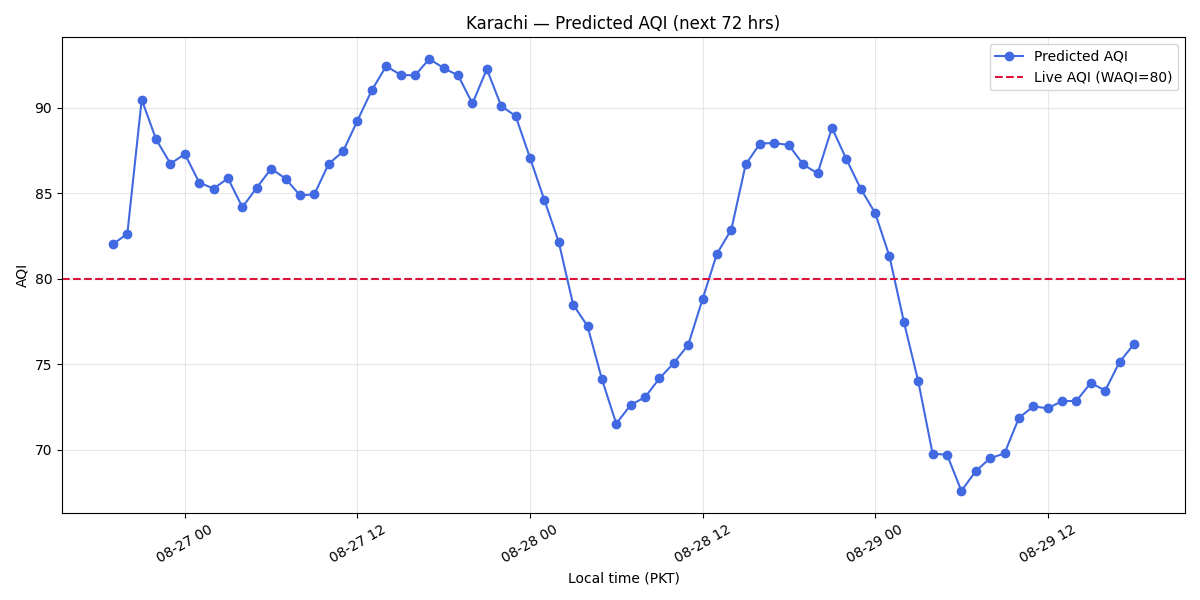 Karachi — Predicted AQI (next 72 hrs)
Predicted AQI
Live AQI (WAQI=80)
AQI
90
85
80
75
70
08-27 00
08-27 12
08-28 00
08-28 12
08-29 00
08-29 12
Local time (PKT)